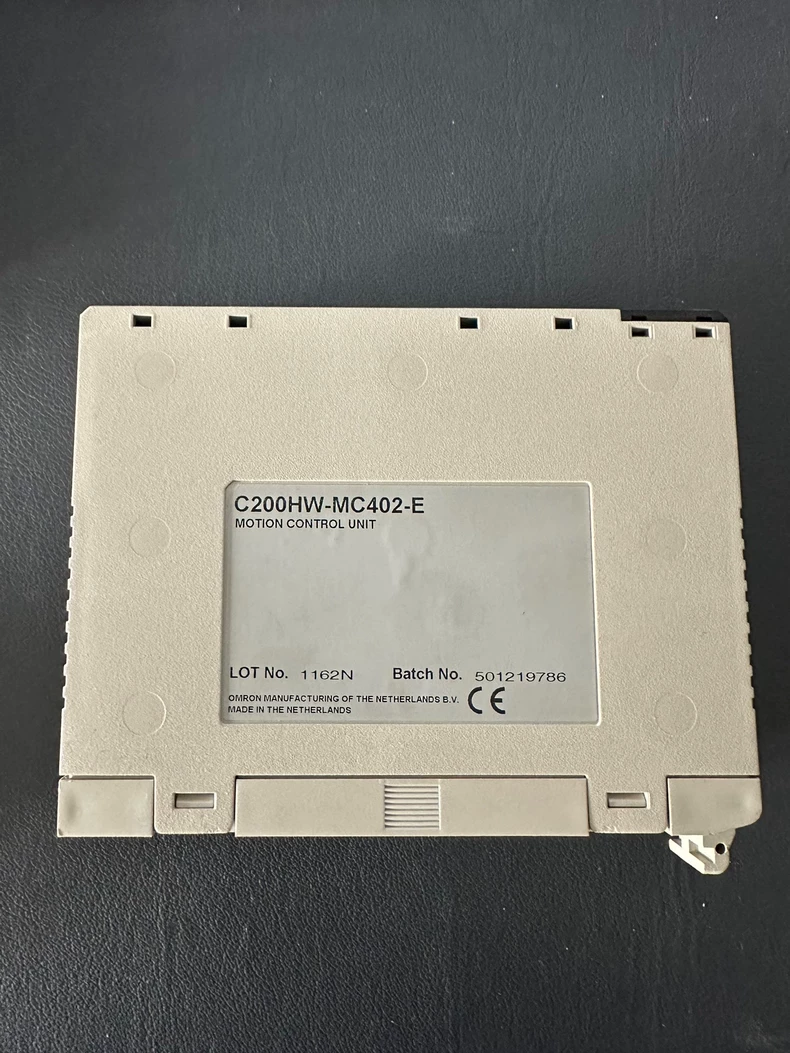 C200HW-MC402-E
MOTION CONTROL UNIT
LOT No. 1162N Batch No. 501219786
OMRON MANUFACTURING OF THE NETHERLANDS B.V. CE
MADE IN THE NETHERLANDS